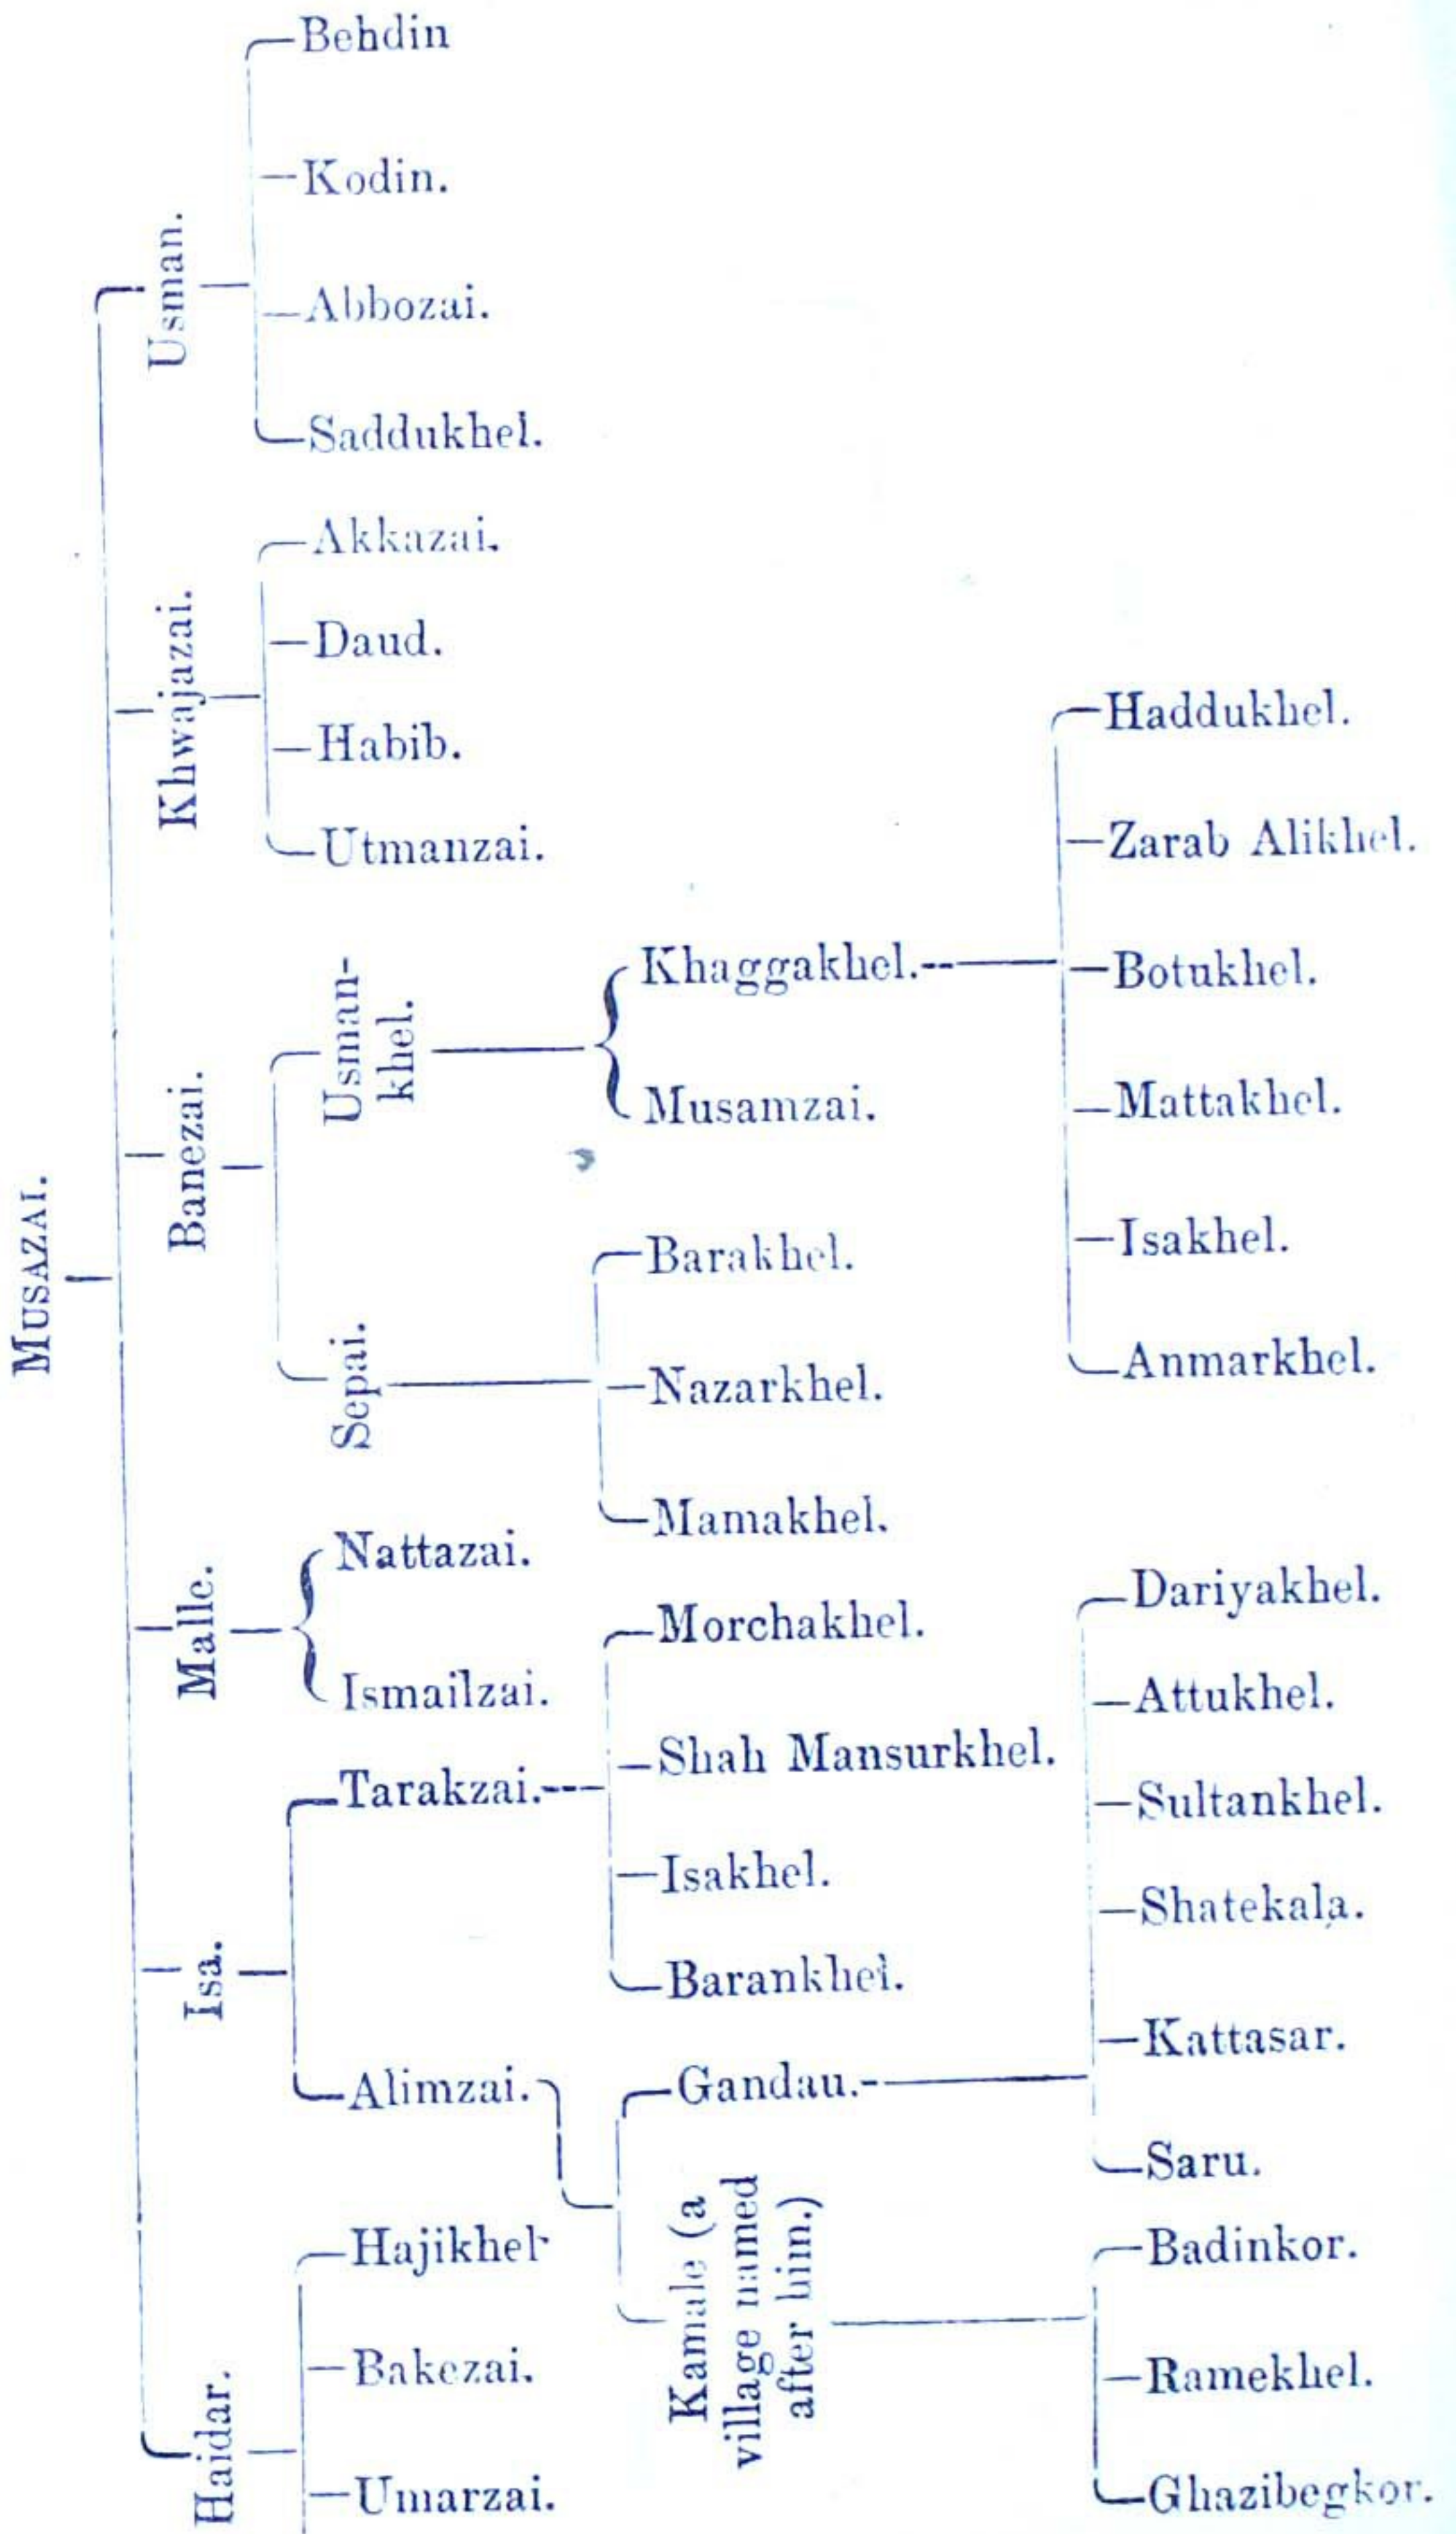 MUSAZAI.
Usman.
Behdin
Kodin.
Abbozai.
Saddukhel.
Khwajazai.
Akkazai.
Daud.
Habib.
Utmanzai.
Banezai.
Usman-
khel.
Khaggakhel.
Haddukhel.
Zarab Alikhel.
Botukhel.
Mattakhel.
Isakhel.
Anmarkhel.
Musamzai.
Sepai.
Barakhel.
Nazarkhel.
Mamakhel.
Malle.
Nattazai.
Ismailzai.
Isa.
Tarakzai.
Morchakhel.
Shah Mansurkhel.
Isakhel.
Barankhel.
Alimzai.
Gandau.
Dariyakhel.
Attukhel.
Sultankhel.
Shatekala.
Kattasar.
Saru.
Kamale (a
village named
after him.)
Badinkor.
Ramekhel.
Ghazibegkor.
Haidar.
Hajikhel
Bakezai.
Umarzai.